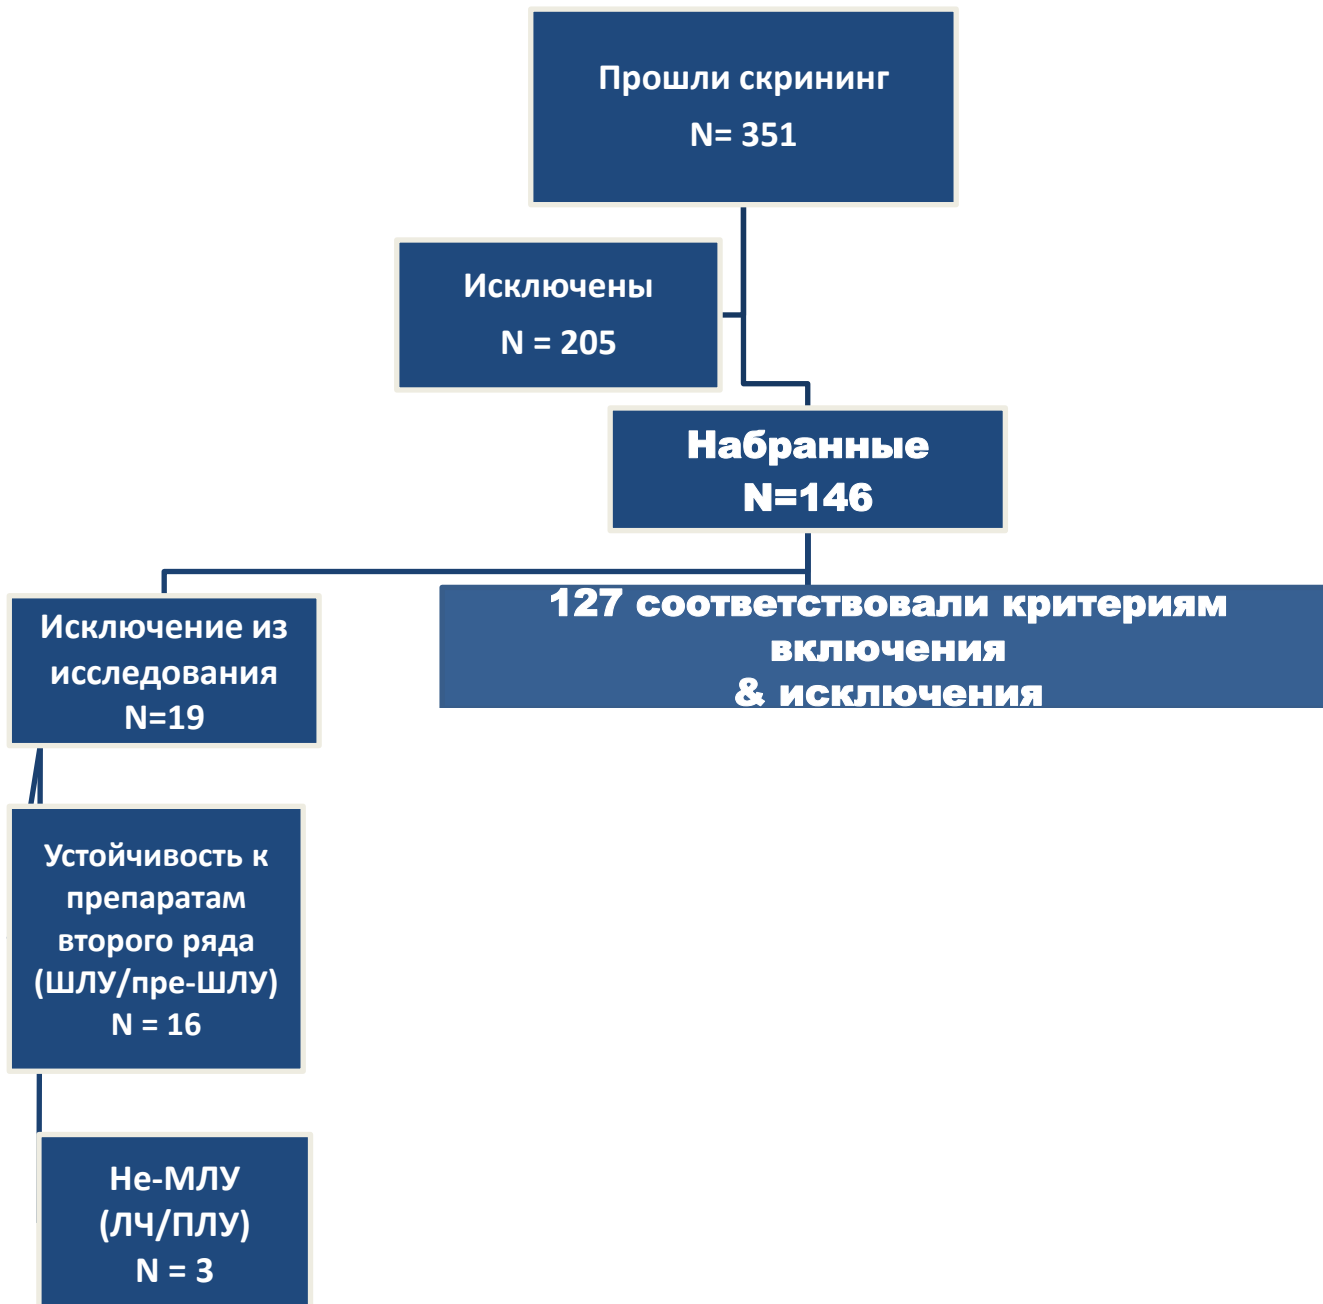 Прошли скрининг
N= 351
Исключены
N = 205
Набранные
N=146
Исключение из
исследования
N=19
127 соответствовали критериям
включения
& исключения
Устойчивость к
препаратам
второго ряда
(ШЛУ/пре-ШЛУ)
N = 16
Не-МЛУ
(ЛЧ/ПЛУ)
N = 3